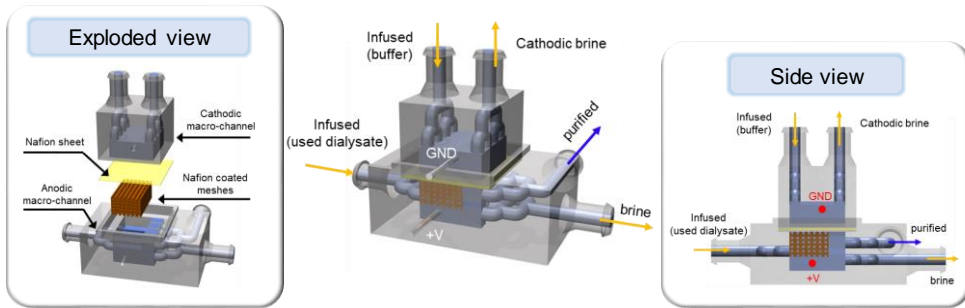 Exploded view
Cathodic
macro-channel
Nafion sheet
Nafion coated
meshes
Anodic
macro-channel
Infused
(buffer)
Cathodic brine
Infused
(used dialysate)
GND
purified
brine
+V
Side view
Infused
(buffer)
Cathodic brine
GND
Infused
(used dialysate)
purified
+V
brine